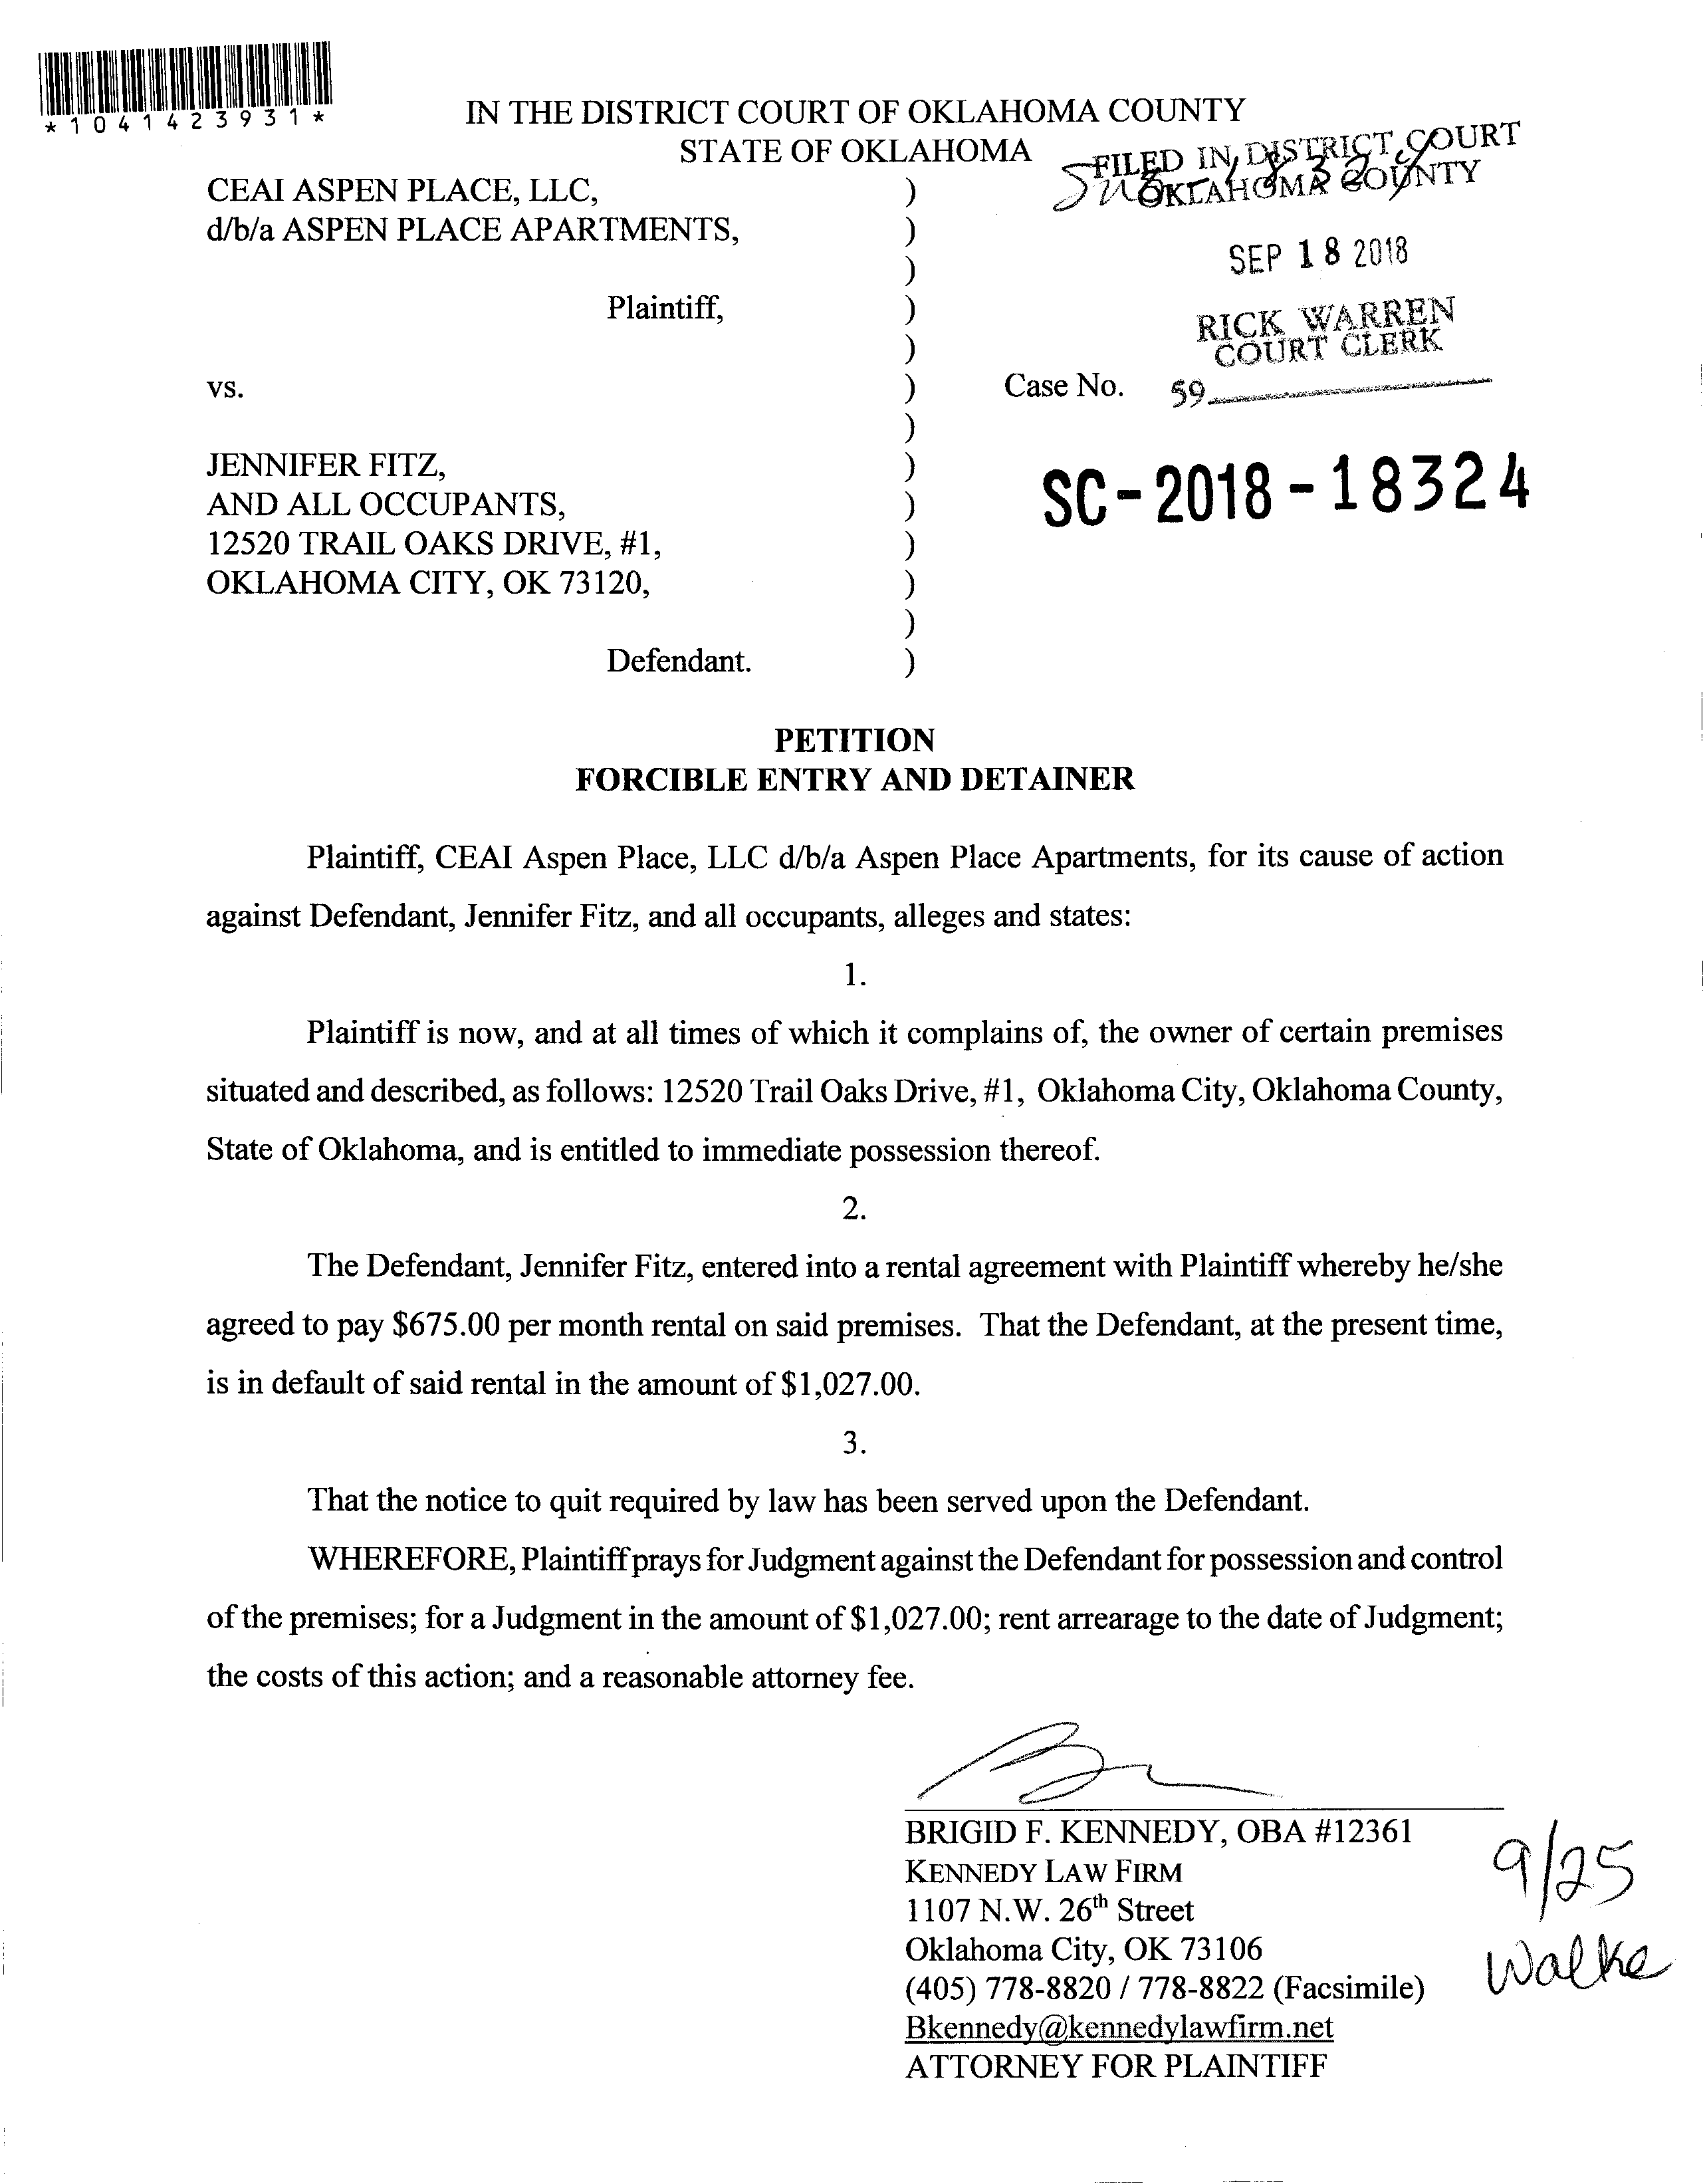 *1041423931*
IN THE DISTRICT COURT OF OKLAHOMA COUNTY
STATE OF OKLAHOMA
FILED IN DISTRICT COURT
OKLAHOMA COUNTY
CEAI ASPEN PLACE, LLC, )
d/b/a ASPEN PLACE APARTMENTS, )
)
SEP 18 2018
Plaintiff, )
RICK WARREN
COURT CLERK
)
vs. ) Case No. 59
)
JENNIFER FITZ, )
AND ALL OCCUPANTS, ) SC-2018-18324
12520 TRAIL OAKS DRIVE, #1, )
OKLAHOMA CITY, OK 73120, )
)
Defendant. )
PETITION
FORCIBLE ENTRY AND DETAINER
Plaintiff, CEAI Aspen Place, LLC d/b/a Aspen Place Apartments, for its cause of action
against Defendant, Jennifer Fitz, and all occupants, alleges and states:
1.
Plaintiff is now, and at all times of which it complains of, the owner of certain premises
situated and described, as follows: 12520 Trail Oaks Drive, #1, Oklahoma City, Oklahoma County,
State of Oklahoma, and is entitled to immediate possession thereof.
2.
The Defendant, Jennifer Fitz, entered into a rental agreement with Plaintiff whereby he/she
agreed to pay $675.00 per month rental on said premises. That the Defendant, at the present time,
is in default of said rental in the amount of $1,027.00.
3.
That the notice to quit required by law has been served upon the Defendant.
WHEREFORE, Plaintiff prays for Judgment against the Defendant for possession and control
of the premises; for a Judgment in the amount of $1,027.00; rent arrearage to the date of Judgment;
the costs of this action; and a reasonable attorney fee.
BRIGID F. KENNEDY, OBA #12361
KENNEDY LAW FIRM
9/25
1107 N.W. 26th Street
Oklahoma City, OK 73106
Walke
(405) 778-8820 / 778-8822 (Facsimile)
Bkennedy@kennedylawfirm.net
ATTORNEY FOR PLAINTIFF